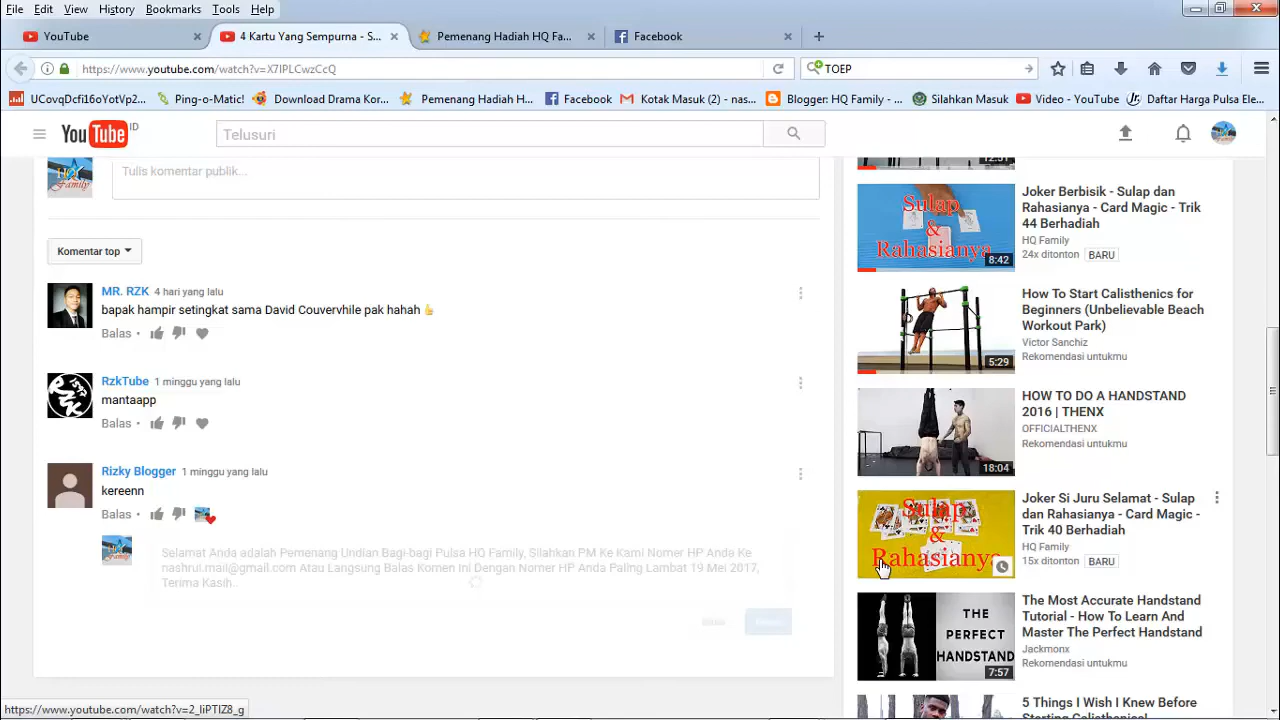 File Edit View History Bookmarks Tools Help
YouTube
4 Kartu Yang Sempurna - S...
Pemenang Hadiah HQ Fa...
Facebook
https://www.youtube.com/watch?v=X7IPLCwzCcQ
TOEP
UCovqDcfi16oYotVp2...
Ping-o-Matic!
Download Drama Kor...
Pemenang Hadiah H...
Facebook
Kotak Masuk (2) - nas...
Blogger: HQ Family - ...
Silahkan Masuk
Video - YouTube
Daftar Harga Pulsa Ele...
YouTube ID
Telusuri
HQ Family
Tulis komentar publik...
Komentar top
MR. RZK 4 hari yang lalu
bapak hampir setingkat sama David Couvervhile pak hahah 👍
Balas
RzkTube 1 minggu yang lalu
mantaapp
Balas
Rizky Blogger 1 minggu yang lalu
kereenn
Balas
Selamat Anda adalah Pemenang Undian Bagi-bagi Pulsa HQ Family, Silahkan PM Ke Kami Nomer HP Anda Ke
nashrul.mail@gmail.com Atau Langsung Balas Komen Ini Dengan Nomer HP Anda Paling Lambat 19 Mei 2017,
Terima Kasih..
12:51
Sulap
&
Rahasianya
8:42
Joker Berbisik - Sulap dan
Rahasianya - Card Magic - Trik
44 Berhadiah
HQ Family
24x ditonton BARU
5:29
How To Start Calisthenics for
Beginners (Unbelievable Beach
Workout Park)
Victor Sanchiz
Rekomendasi untukmu
18:04
HOW TO DO A HANDSTAND
2016 | THENX
OFFICIALTHENX
Rekomendasi untukmu
Sulap
&
Rahasianya
Joker Si Juru Selamat - Sulap
dan Rahasianya - Card Magic -
Trik 40 Berhadiah
HQ Family
15x ditonton BARU
THE
PERFECT
HANDSTAND
7:57
The Most Accurate Handstand
Tutorial - How To Learn And
Master The Perfect Handstand
Jackmonx
Rekomendasi untukmu
5 Things I Wish I Knew Before
Starting Calisthenics!
https://www.youtube.com/watch?v=2_liPTlZ8_g